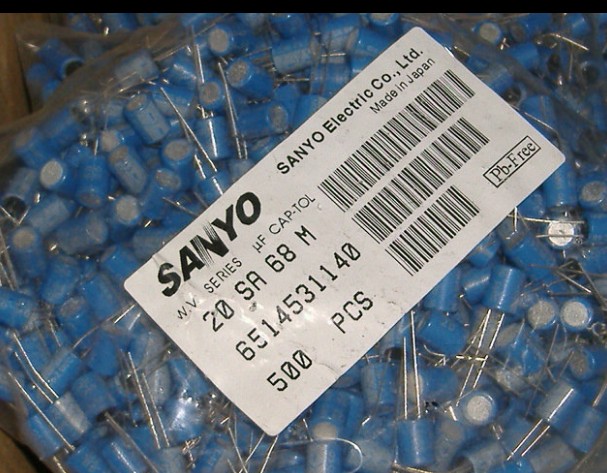 SANYO Electric Co., Ltd.
Made in Japan
SANYO
W.V. SERIES µF CAP-TOL
20 SA 68 M
6514531140
500 PCS
Pb-Free